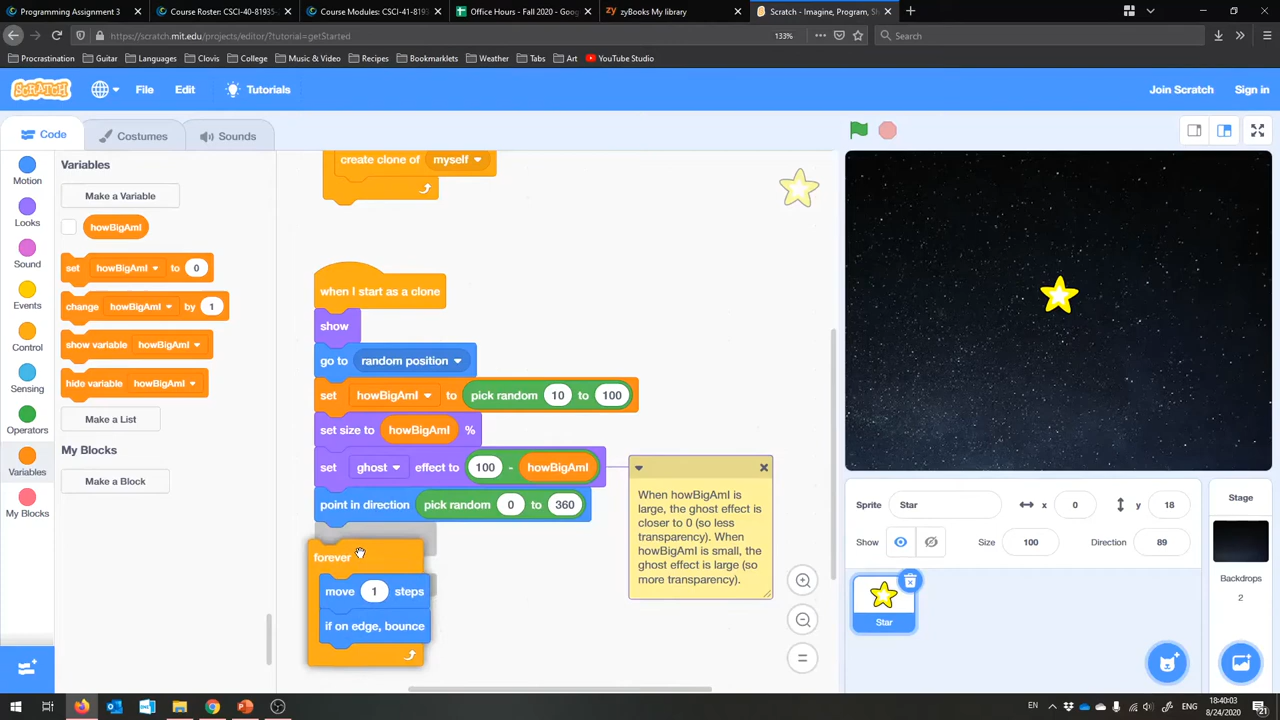 Programming Assignment 3
Course Roster: CSCI-40-81935-
Course Modules: CSCI-41-8193
Office Hours - Fall 2020 - Goog
zyBooks My library
Scratch - Imagine, Program, Sh
https://scratch.mit.edu/projects/editor/?tutorial=getStarted
133%
Search
Procrastination
Guitar
Languages
Clovis
College
Music & Video
Recipes
Bookmarklets
Weather
Tabs
Art
YouTube Studio
SCRATCH
File
Edit
Tutorials
Join Scratch
Sign in
Code
Costumes
Sounds
Motion
Looks
Sound
Events
Control
Sensing
Operators
Variables
My Blocks
Variables
Make a Variable
howBigAmI
set howBigAmI to 0
change howBigAmI by 1
show variable howBigAmI
hide variable howBigAmI
Make a List
My Blocks
Make a Block
create clone of myself
when I start as a clone
show
go to random position
set howBigAmI to pick random 10 to 100
set size to howBigAmI %
set ghost effect to 100 - howBigAmI
point in direction pick random 0 to 360
forever
move 1 steps
if on edge, bounce
When howBigAmI is
large, the ghost effect is
closer to 0 (so less
transparency). When
howBigAmI is small, the
ghost effect is large (so
more transparency).
Sprite Star x 0 y 18
Show Size 100 Direction 89
Star
Stage
Backdrops
2
EN
18:40:03
8/24/2020
21